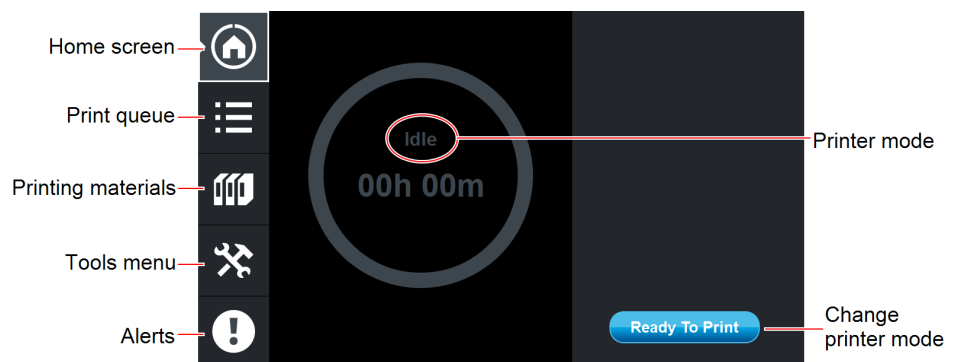 Home screen
Print queue
Printing materials
Tools menu
Alerts
Idle
00h 00m
Printer mode
Ready To Print
Change
printer mode